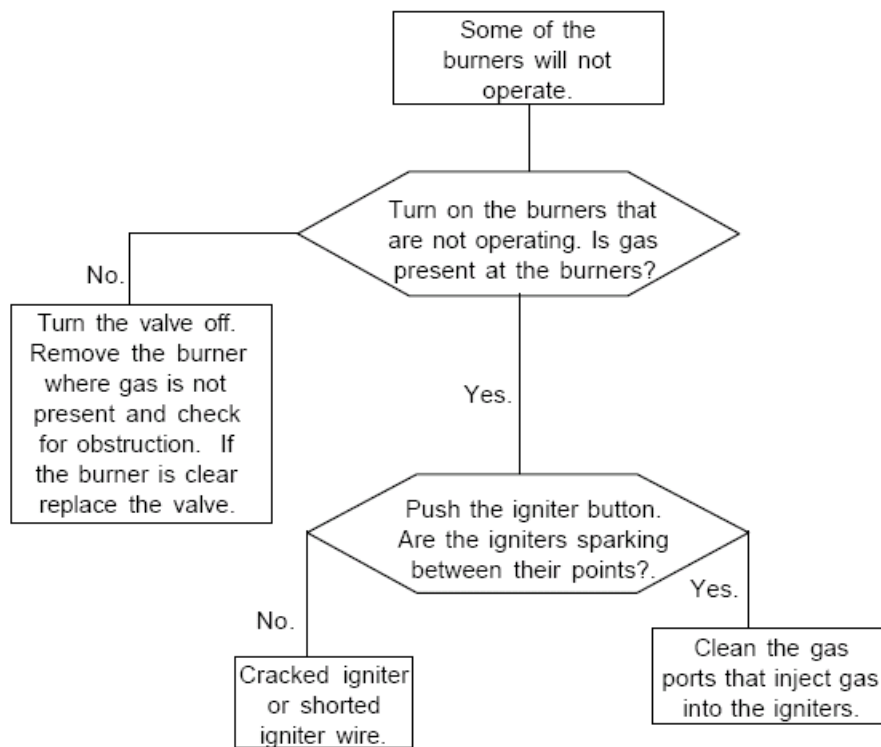 Some of the
burners will not
operate.
Turn on the burners that
are not operating. Is gas
present at the burners?
No.
Turn the valve off.
Remove the burner
where gas is not
present and check
for obstruction. If
the burner is clear
replace the valve.
Yes.
Push the igniter button.
Are the igniters sparking
between their points?.
No.
Cracked igniter
or shorted
igniter wire.
Yes.
Clean the gas
ports that inject gas
into the igniters.